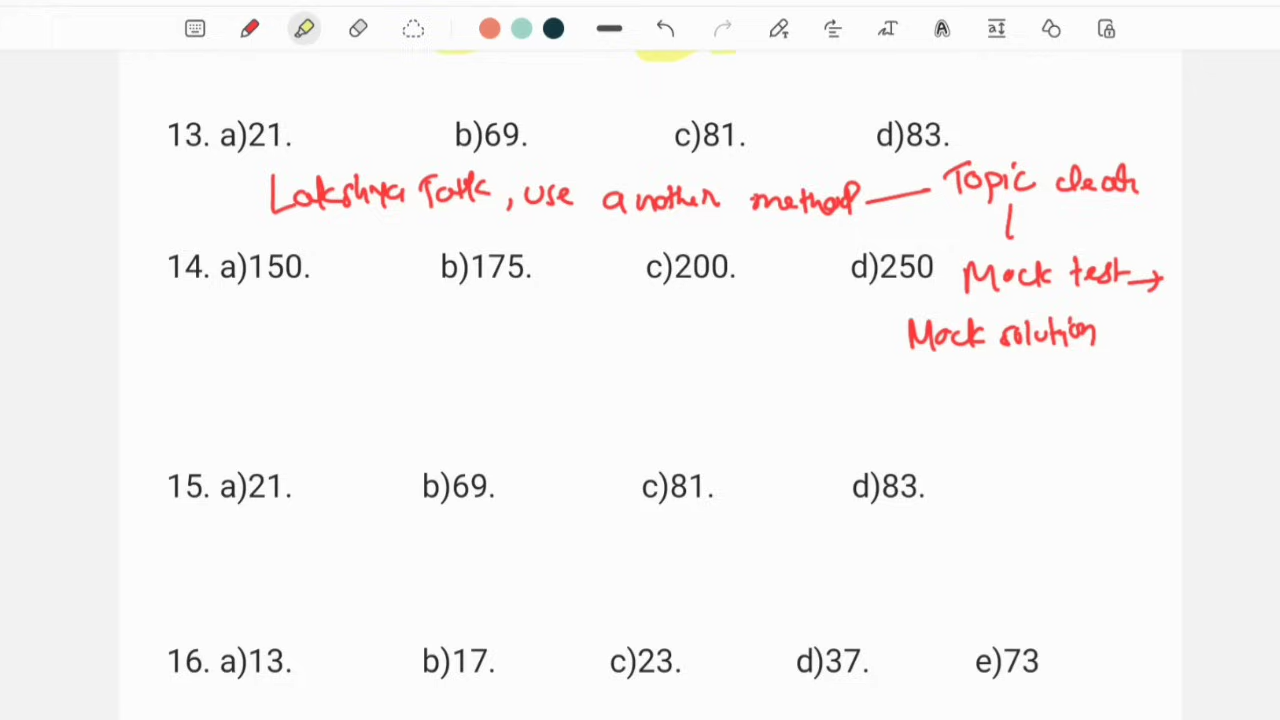 13. a)21. b)69. c)81. d)83.
Lakshya Talk, use another method — Topic clear
14. a)150. b)175. c)200. d)250 Mock test →
Mock solution
15. a)21. b)69. c)81. d)83.
16. a)13. b)17. c)23. d)37. e)73